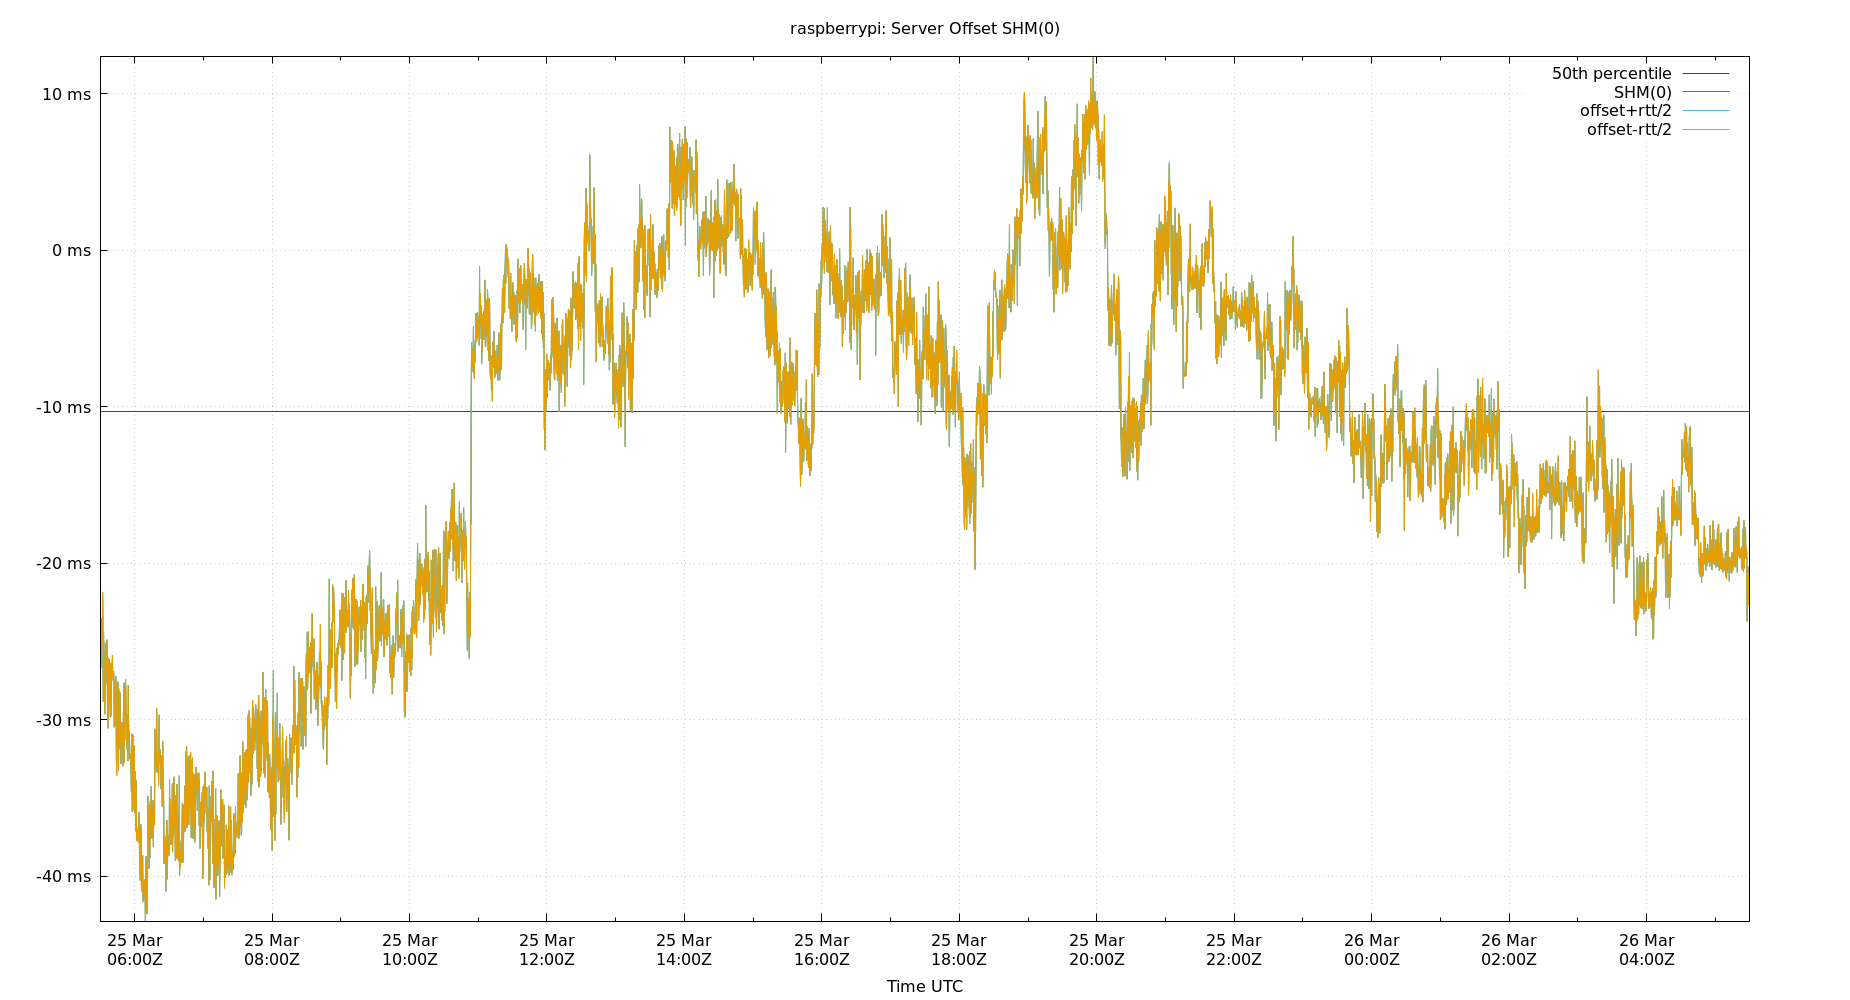 raspberrypi: Server Offset SHM(0)
50th percentile
SHM(0)
offset+rtt/2
offset-rtt/2
10 ms
0 ms
-10 ms
-20 ms
-30 ms
-40 ms
25 Mar 25 Mar 25 Mar 25 Mar 25 Mar 25 Mar 25 Mar 25 Mar 25 Mar 26 Mar 26 Mar 26 Mar
06:00Z 08:00Z 10:00Z 12:00Z 14:00Z 16:00Z 18:00Z 20:00Z 22:00Z 00:00Z 02:00Z 04:00Z
Time UTC